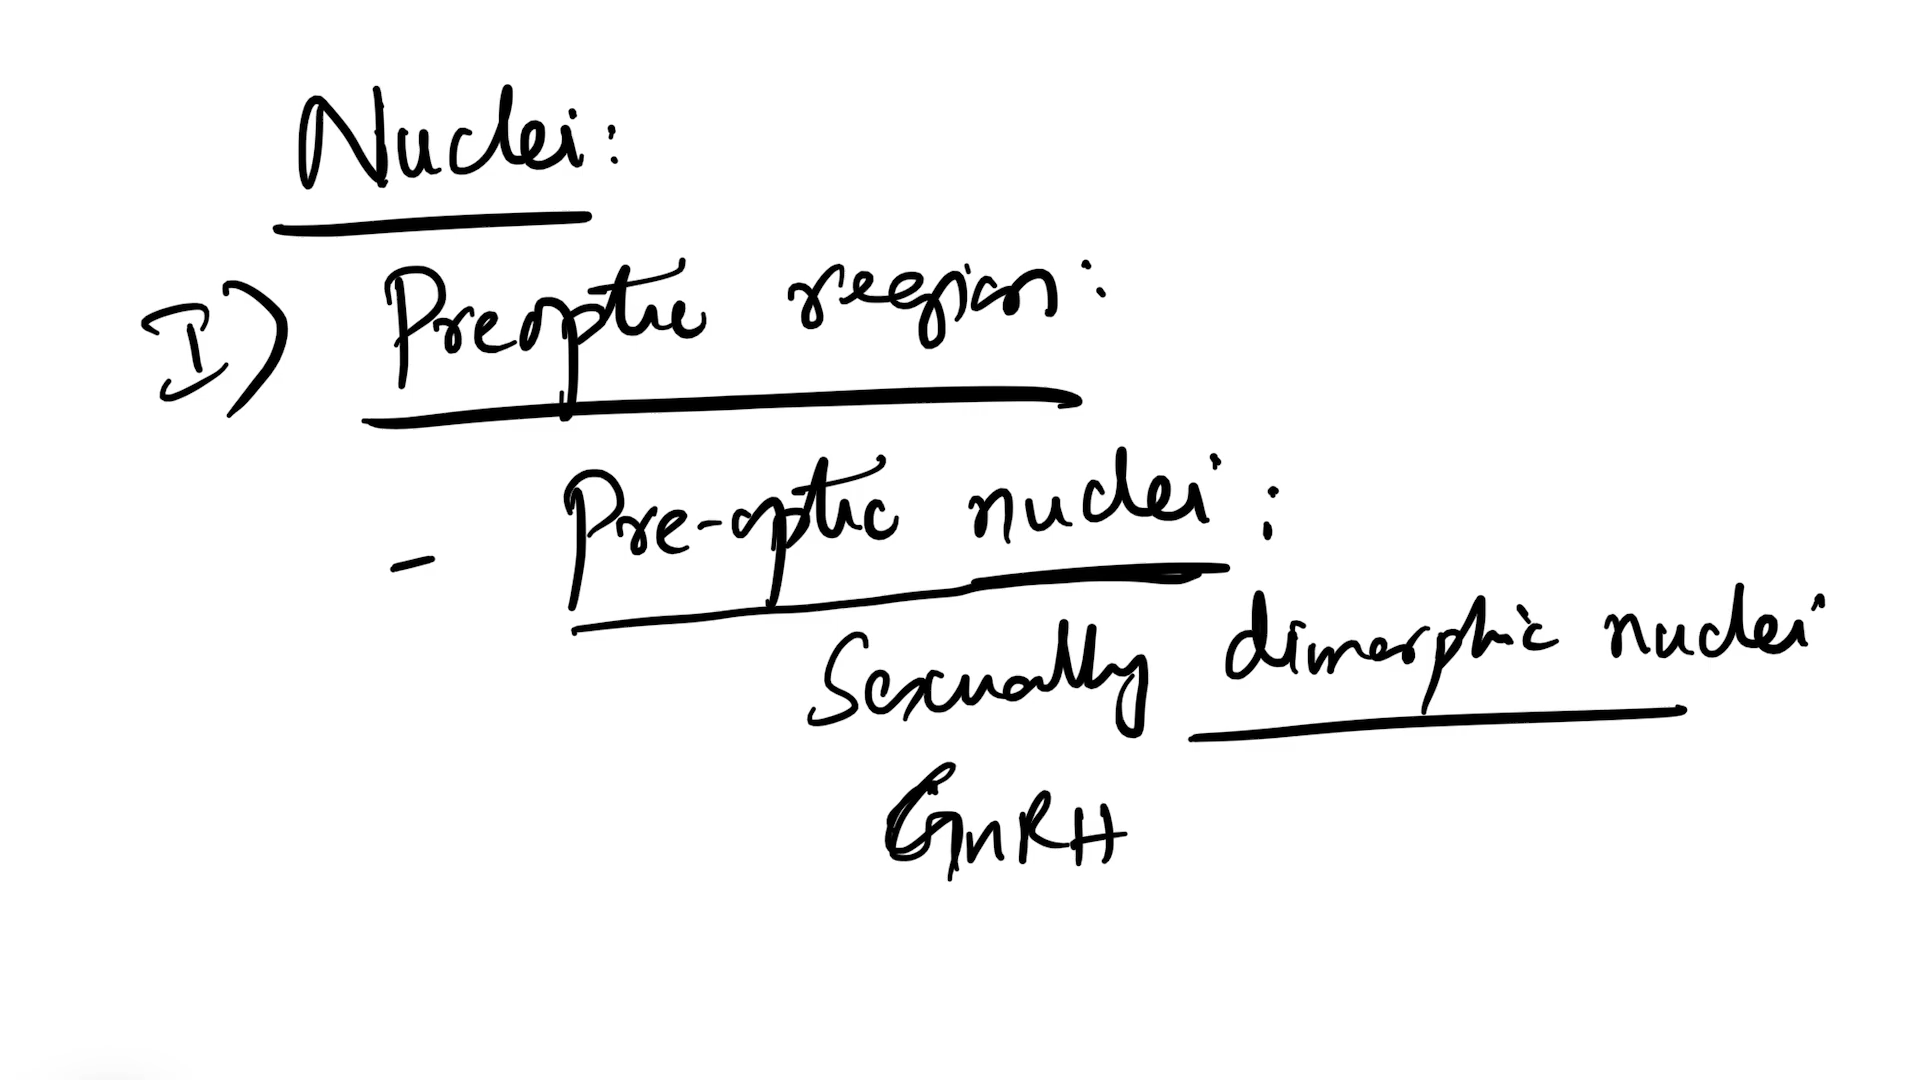 Nuclei:
I) Preoptic region:
- Pre-optic nuclei:
Sexually dimorphic nuclei
GnRH